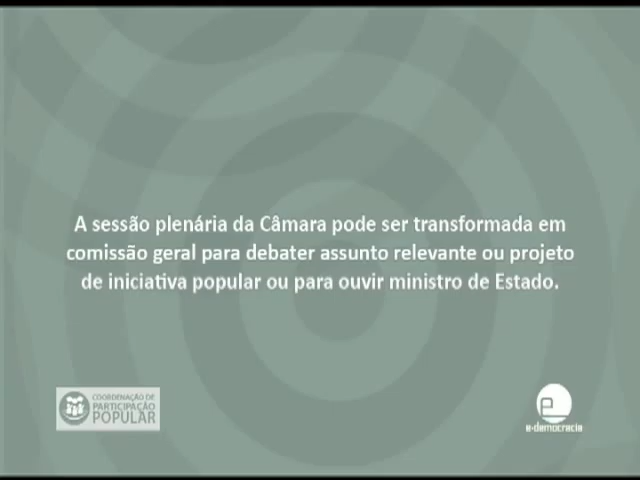 A sessão plenária da Câmara pode ser transformada em
comissão geral para debater assunto relevante ou projeto
de iniciativa popular ou para ouvir ministro de Estado.
COORDENAÇÃO DE
PARTICIPAÇÃO
POPULAR
e-democracia